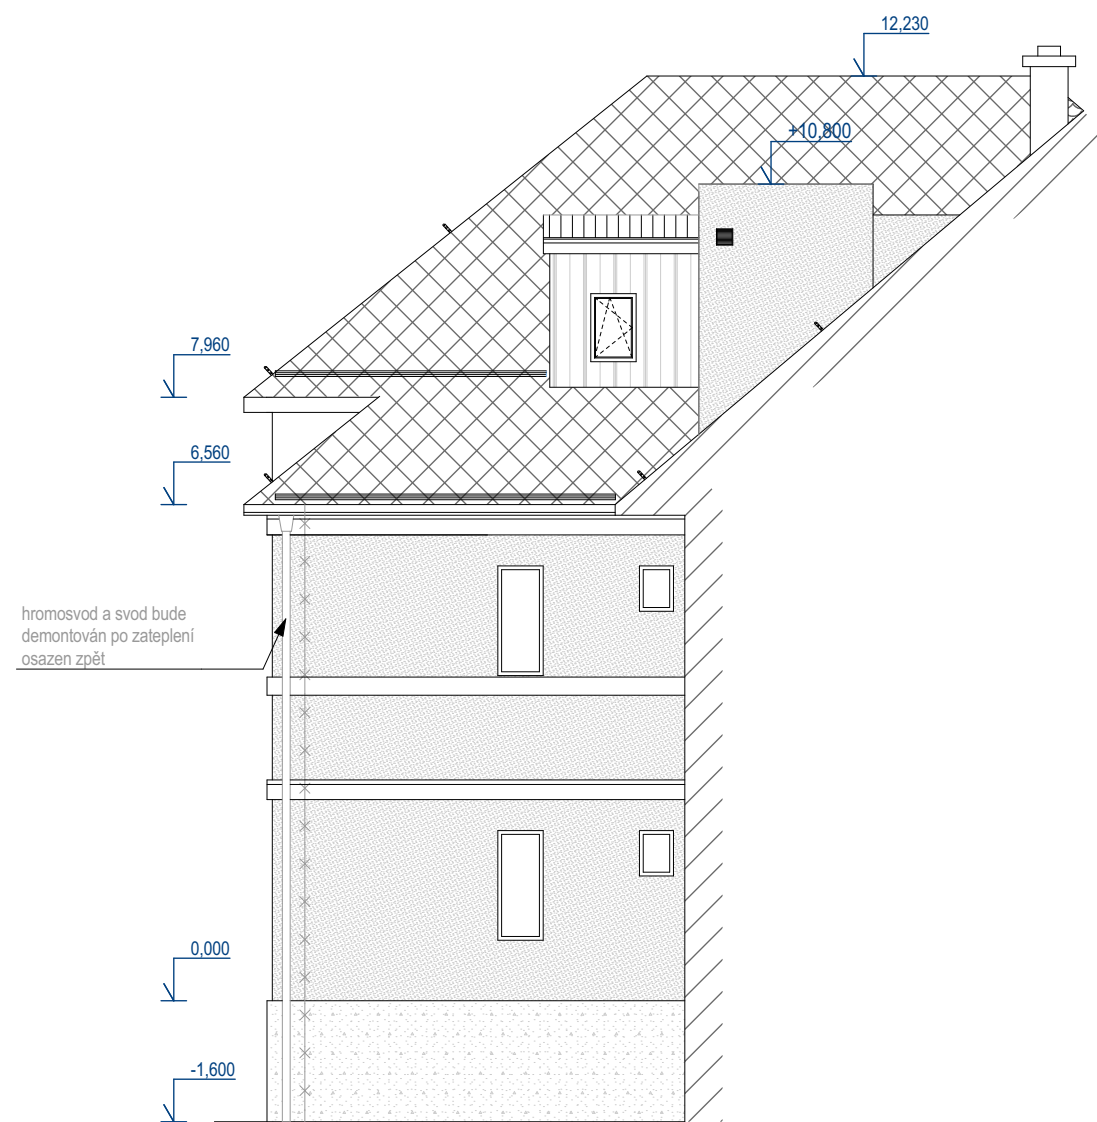 12,230
+10,800
7,960
6,560
hromosvod a svod bude
demontován po zateplení
osazen zpět
0,000
-1,600